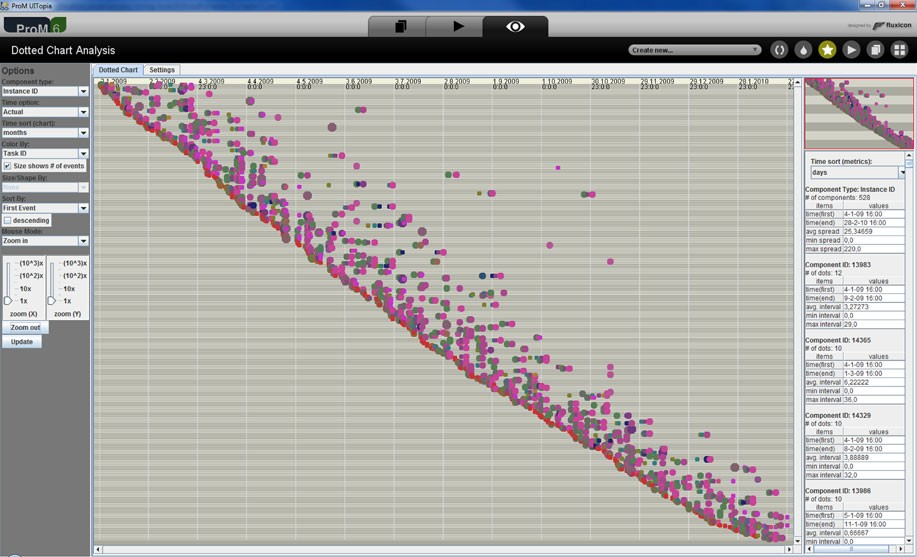 ProM UITopia
ProM 6
designed by fluxicon
Dotted Chart Analysis
Create new...
Options
Component type:
Instance ID
Time option:
Actual
Time sort (chart):
months
Color By:
Task ID
Size shows # of events
Size/Shape By:
None
Sort By:
First Event
descending
Mouse Mode:
Zoom in
(10^3)x (10^3)x
(10^2)x (10^2)x
10x 10x
1x 1x
zoom (X) zoom (Y)
Zoom out
Update
Dotted Chart Settings
2.2.2009 4.3.2009 4.4.2009 4.5.2009 3.6.2009 3.7.2009 2.8.2009 1.9.2009 1.10.2009 30.10.2009 29.11.2009 29.12.2009 28.1.2010
23:0:0 23:0:0 23:0:0 23:0:0 23:0:0 23:0:0 23:0:0 23:0:0 23:0:0 23:0:0 23:0:0 23:0:0
Time sort (metrics):
days
Component Type: Instance ID
# of components: 528
items values
time(first) 4-1-09 16:00
time(end) 28-2-10 16:00
avg spread 25,34659
min spread 0,0
max spread 220,0
Component ID: 13983
# of dots: 12
items values
time(first) 4-1-09 16:00
time(end) 9-2-09 16:00
avg. interval 3,27273
min interval 0,0
max interval 29,0
Component ID: 14365
# of dots: 10
items values
time(first) 4-1-09 16:00
time(end) 1-3-09 16:00
avg. interval 6,22222
min interval 0,0
max interval 36,0
Component ID: 14329
# of dots: 10
items values
time(first) 4-1-09 16:00
time(end) 8-2-09 16:00
avg. interval 3,88889
min interval 0,0
max interval 32,0
Component ID: 13986
# of dots: 10
items values
time(first) 5-1-09 16:00
time(end) 11-1-09 16:00
avg. interval 0,66667
min interval 0,0